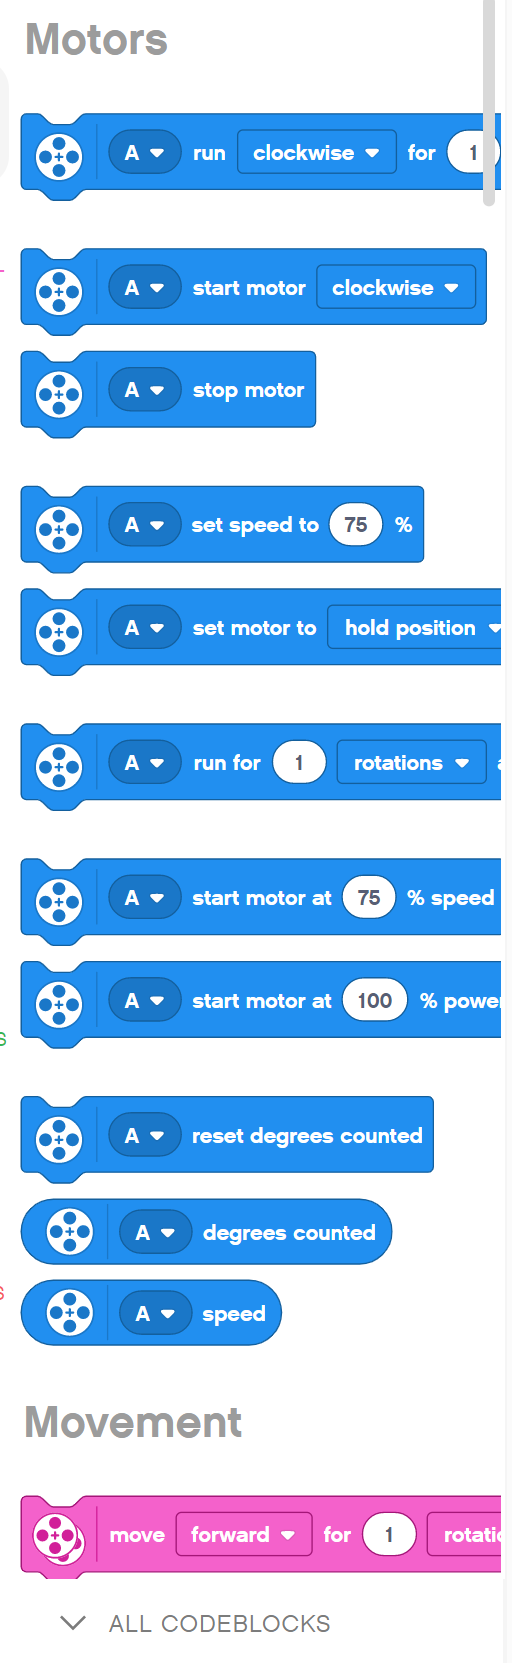 Motors
A run clockwise for 1
A start motor clockwise
A stop motor
A set speed to 75 %
A set motor to hold position
A run for 1 rotations
A start motor at 75 % speed
A start motor at 100 % power
A reset degrees counted
A degrees counted
A speed
Movement
move forward for 1
ALL CODEBLOCKS